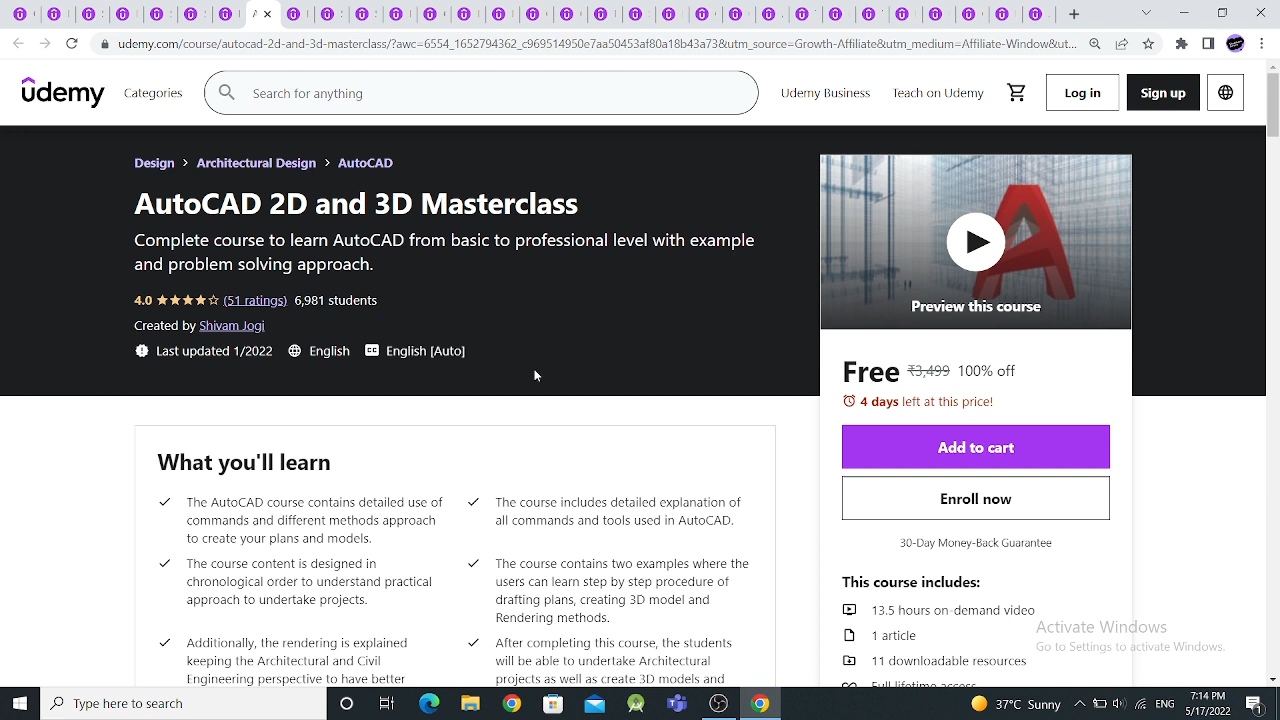 udemy.com/course/autocad-2d-and-3d-masterclass/?awc=6554_1652794362_c982514950e7aa50453af80a18b43a73&utm_source=Growth-Affiliate&utm_medium=Affiliate-Window&ut...
ûdemy
Categories
Search for anything
Udemy Business
Teach on Udemy
Log in
Sign up
Design > Architectural Design > AutoCAD
AutoCAD 2D and 3D Masterclass
Complete course to learn AutoCAD from basic to professional level with example
and problem solving approach.
4.0 (51 ratings) 6,981 students
Created by Shivam Jogi
Last updated 1/2022 English English [Auto]
Preview this course
Free ₹3,499 100% off
4 days left at this price!
Add to cart
Enroll now
30-Day Money-Back Guarantee
This course includes:
13.5 hours on-demand video
1 article
11 downloadable resources
Full lifetime access
What you'll learn
The AutoCAD course contains detailed use of
commands and different methods approach
to create your plans and models.
The course includes detailed explanation of
all commands and tools used in AutoCAD.
The course content is designed in
chronological order to understand practical
approach to undertake projects.
The course contains two examples where the
users can learn step by step procedure of
drafting plans, creating 3D model and
Rendering methods.
Additionally, the rendering is explained
keeping the Architectural and Civil
Engineering perspective to have better
After completing this course, the students
will be able to undertake Architectural
projects as well as create 3D models and
Activate Windows
Go to Settings to activate Windows.
Type here to search
37°C Sunny
ENG
7:14 PM
5/17/2022